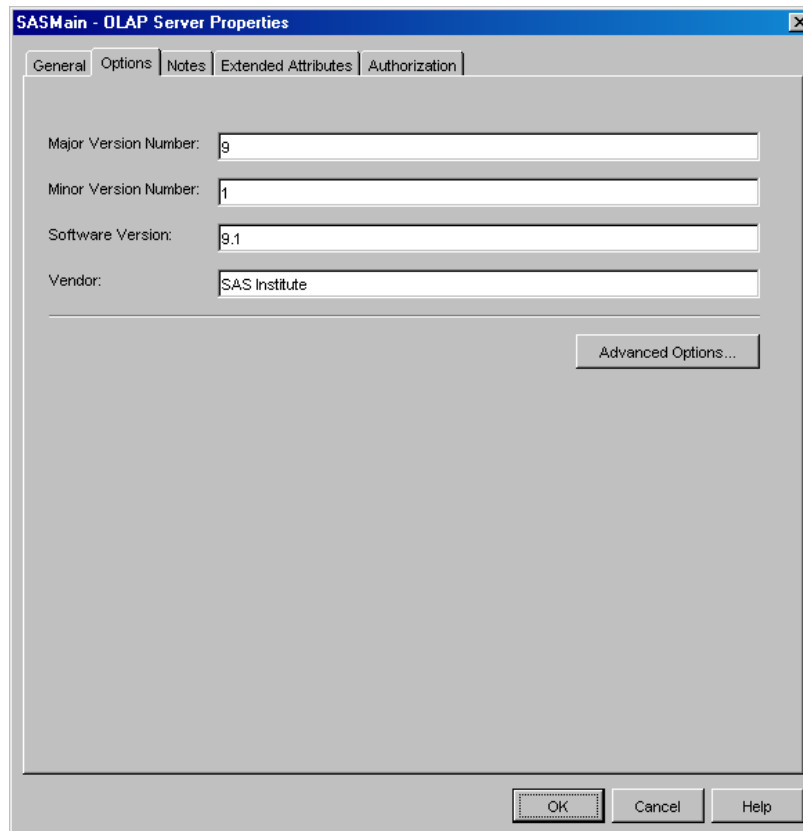 SASMain - OLAP Server Properties
General Options Notes Extended Attributes Authorization
Major Version Number: 9
Minor Version Number: 1
Software Version: 9.1
Vendor: SAS Institute
Advanced Options...
OK Cancel Help